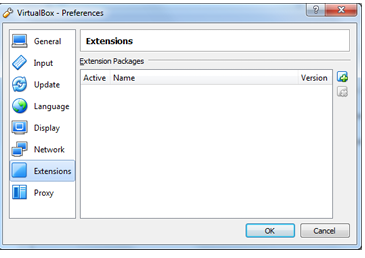 VirtualBox - Preferences
General
Input
Update
Language
Display
Network
Extensions
Proxy
Extensions
Extension Packages
Active Name Version
OK Cancel